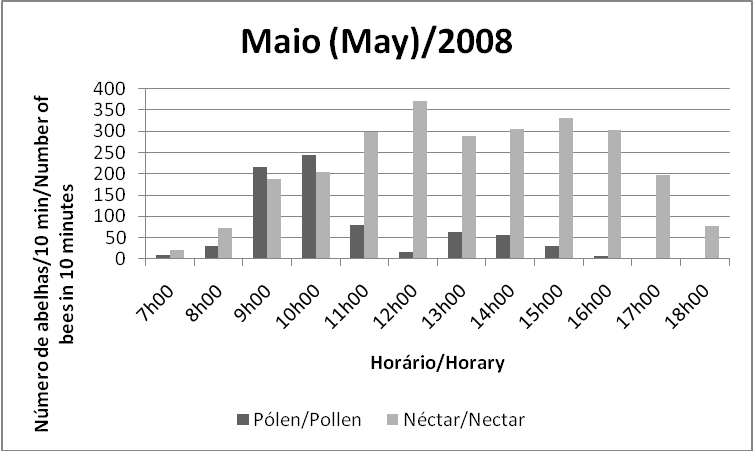 Maio (May)/2008
Número de abelhas/10 min/Number of
bees in 10 minutes
400
350
300
250
200
150
100
50
0
7h00
8h00
9h00
10h00
11h00
12h00
13h00
14h00
15h00
16h00
17h00
18h00
Horário/Horary
Pólen/Pollen
Néctar/Nectar